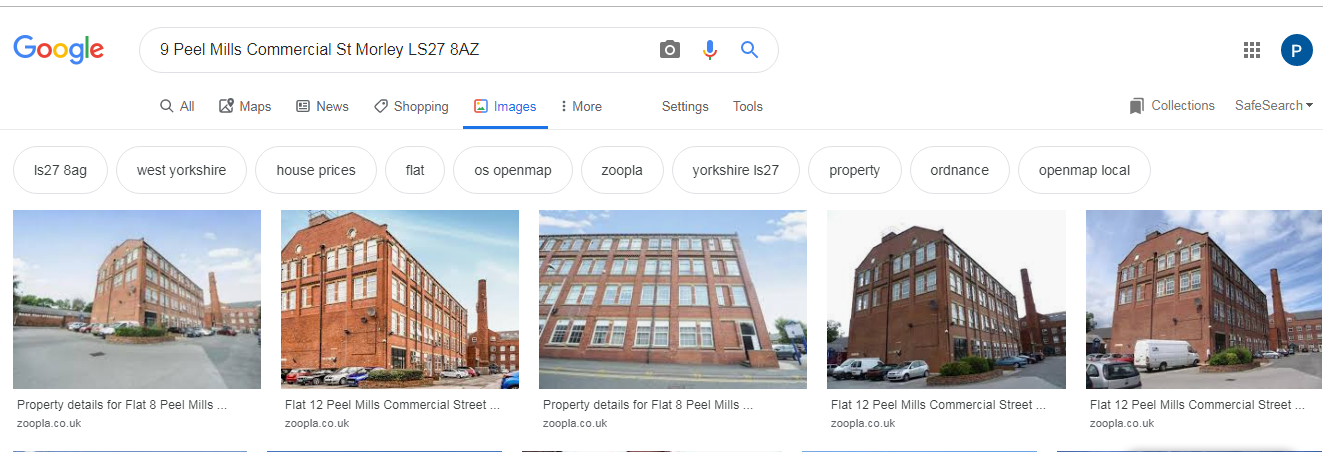 Google
9 Peel Mills Commercial St Morley LS27 8AZ
P
All Maps News Shopping Images More Settings Tools Collections SafeSearch
ls27 8ag west yorkshire house prices flat os openmap zoopla yorkshire ls27 property ordnance openmap local
Property details for Flat 8 Peel Mills ... Flat 12 Peel Mills Commercial Street ... Property details for Flat 8 Peel Mills ... Flat 12 Peel Mills Commercial Street ... Flat 12 Peel Mills Commercial Street ...
zoopla.co.uk zoopla.co.uk zoopla.co.uk zoopla.co.uk zoopla.co.uk